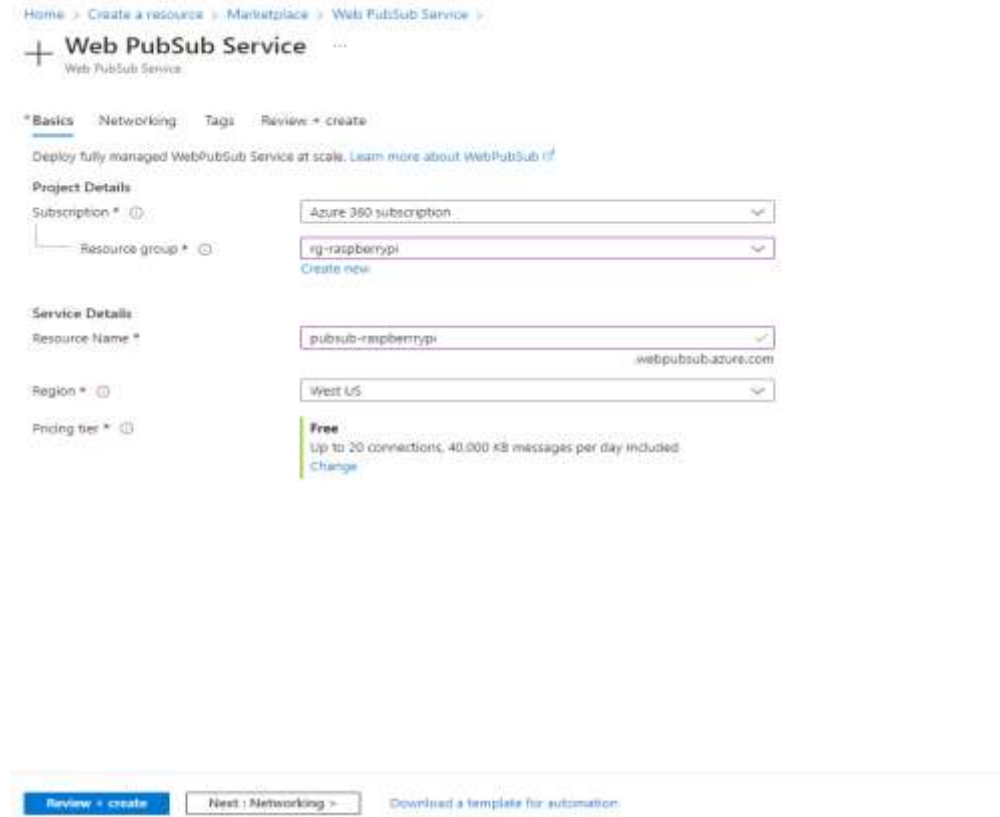 Home > Create a resource > Marketplace > Web PubSub Service >
Web PubSub Service ...
Web PubSub Service
* Basics Networking Tags Review + create
Deploy fully managed WebPubSub Service at scale. Learn more about WebPubSub
Project Details
Subscription * Azure 360 subscription
Resource group * rg-raspberrypi
Create new
Service Details
Resource Name * pubsub-raspberrrypi
.webpubsub.azure.com
Region * West US
Pricing tier * Free
Up to 20 connections, 40,000 KB messages per day included
Change
Review + create Next : Networking > Download a template for automation